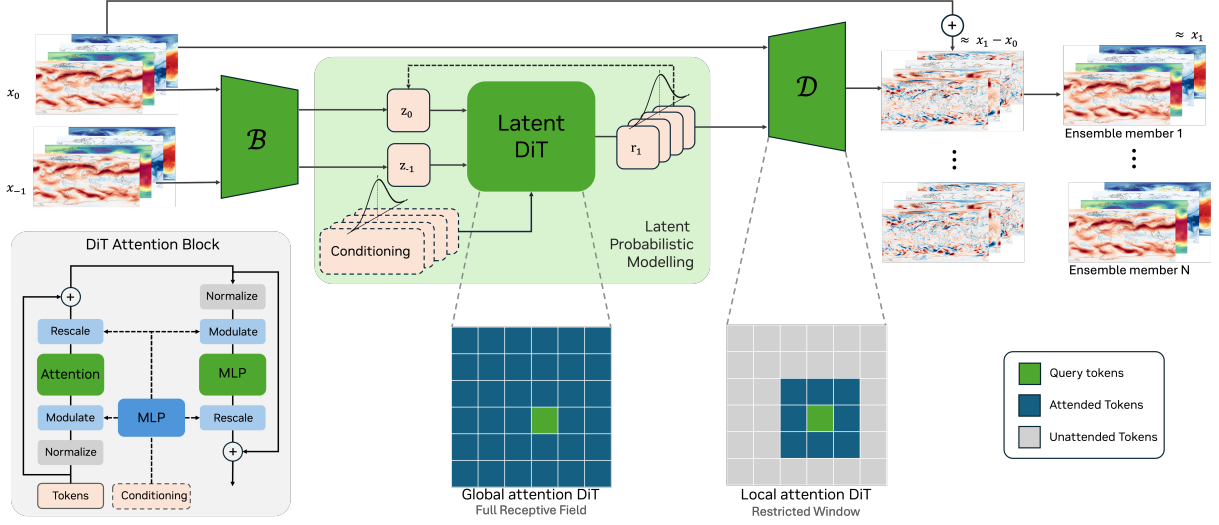 x₀
x₋₁
ℬ
z₀
z₋₁
Latent
DiT
r₁
Conditioning
Latent
Probabilistic
Modelling
𝒟
+
≈ x₁ − x₀
≈ x₁
Ensemble member 1
Ensemble member N
DiT Attention Block
+
Normalize
Rescale
Modulate
Attention
MLP
Modulate
MLP
Rescale
Normalize
+
Tokens
Conditioning
Global attention DiT
Full Receptive Field
Local attention DiT
Restricted Window
Query tokens
Attended Tokens
Unattended Tokens